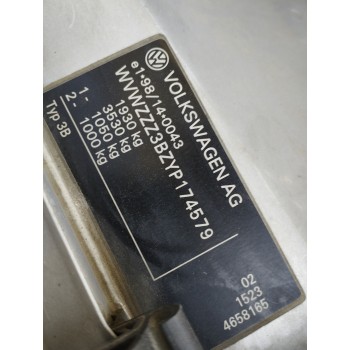 VOLKSWAGEN AG
e1*98/14*0043
WVWZZZ3BZYP174579
1930 kg
3530 kg
1- 1050 kg
2- 1000 kg
Typ 3B
02
1523
4658165